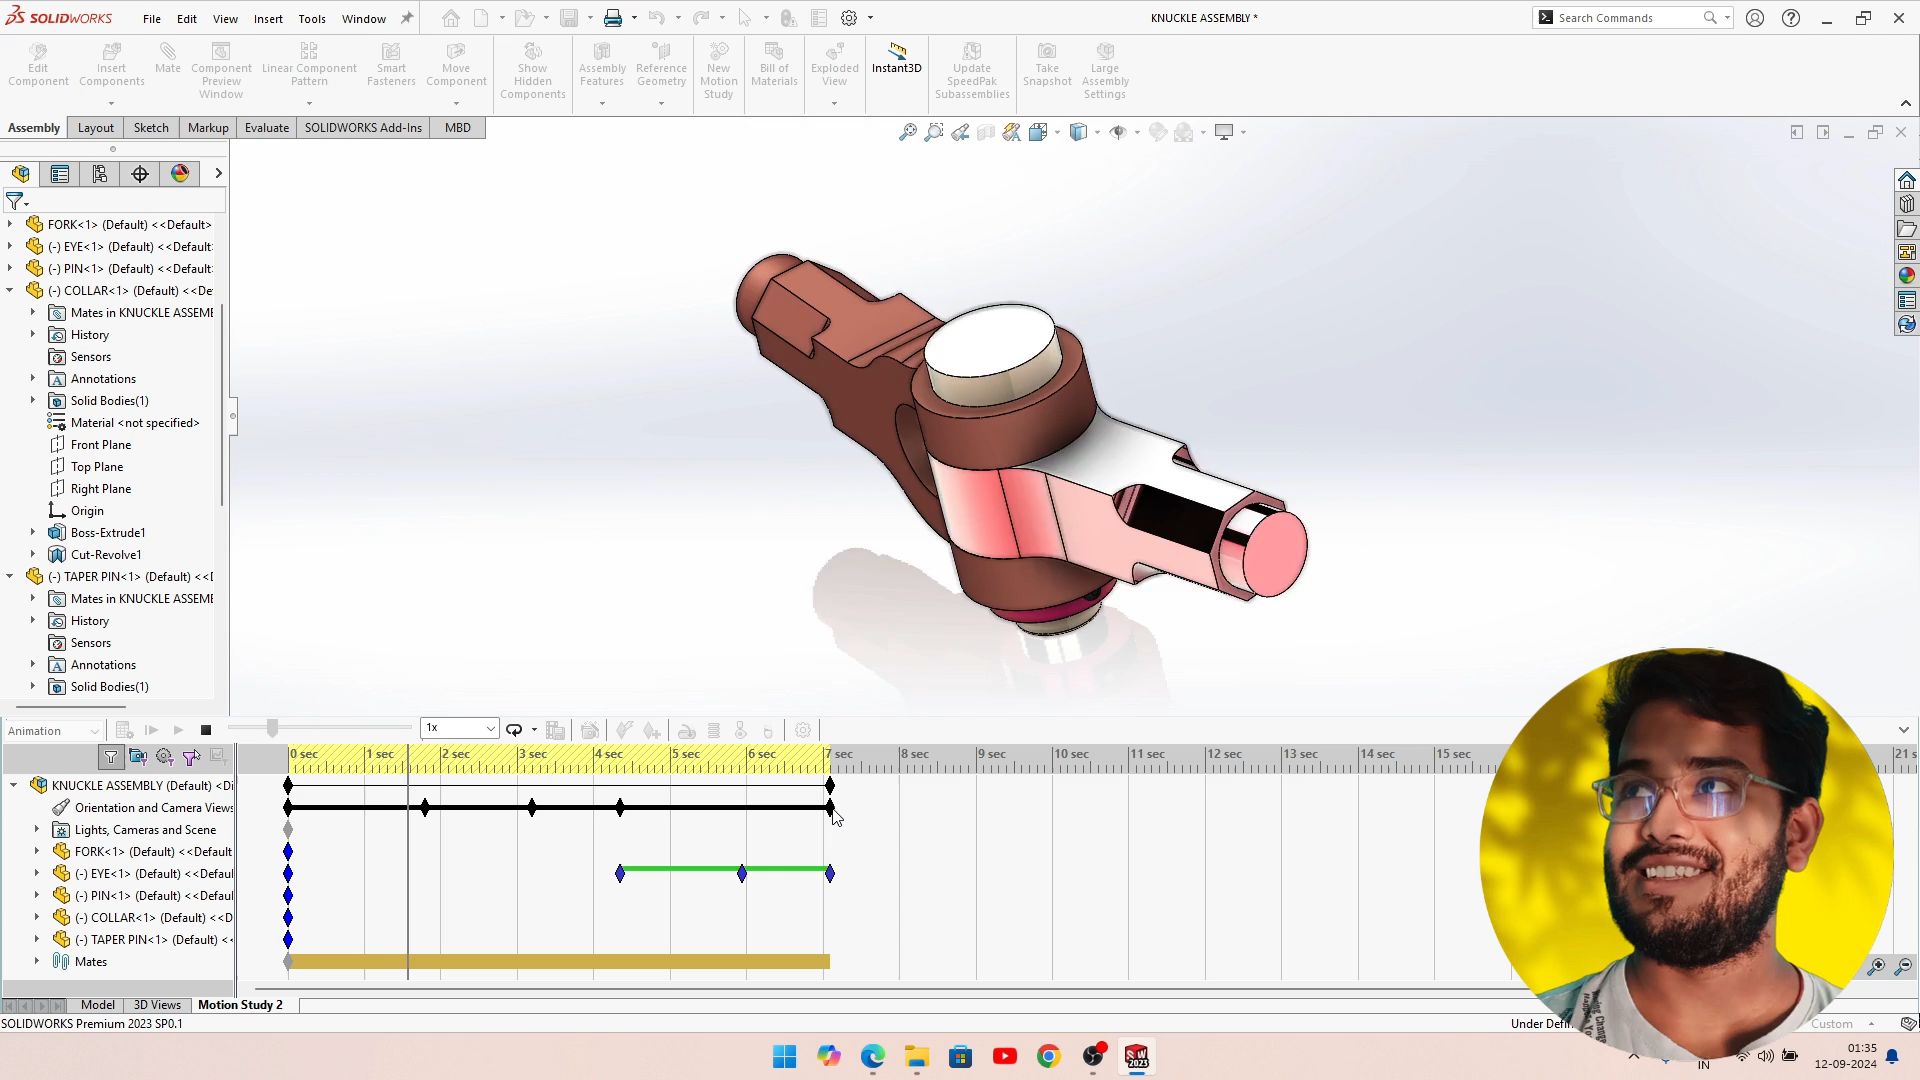 SOLIDWORKS File Edit View Insert Tools Window KNUCKLE ASSEMBLY * Search Commands
Edit Component
Insert Components
Mate
Component Preview Window
Linear Component Pattern
Smart Fasteners
Move Component
Show Hidden Components
Assembly Features
Reference Geometry
New Motion Study
Bill of Materials
Exploded View
Instant3D
Update SpeedPak Subassemblies
Take Snapshot
Large Assembly Settings
Assembly Layout Sketch Markup Evaluate SOLIDWORKS Add-Ins MBD
FORK<1> (Default) <<Default>
(-) EYE<1> (Default) <<Default
(-) PIN<1> (Default) <<Default
(-) COLLAR<1> (Default) <<De
Mates in KNUCKLE ASSEME
History
Sensors
Annotations
Solid Bodies(1)
Material <not specified>
Front Plane
Top Plane
Right Plane
Origin
Boss-Extrude1
Cut-Revolve1
(-) TAPER PIN<1> (Default) <<
Mates in KNUCKLE ASSEME
History
Sensors
Annotations
Solid Bodies(1)
Animation 1x
0 sec 1 sec 2 sec 3 sec 4 sec 5 sec 6 sec 7 sec 8 sec 9 sec 10 sec 11 sec 12 sec 13 sec 14 sec 15 sec 21 s
KNUCKLE ASSEMBLY (Default) <Di
Orientation and Camera Views
Lights, Cameras and Scene
FORK<1> (Default) <<Default
(-) EYE<1> (Default) <<Default
(-) PIN<1> (Default) <<Defau
(-) COLLAR<1> (Default) <<D
(-) TAPER PIN<1> (Default) <<
Mates
Model 3D Views Motion Study 2
SOLIDWORKS Premium 2023 SP0.1 Under Defi Custom
SW 2023
IN
01:35
12-09-2024